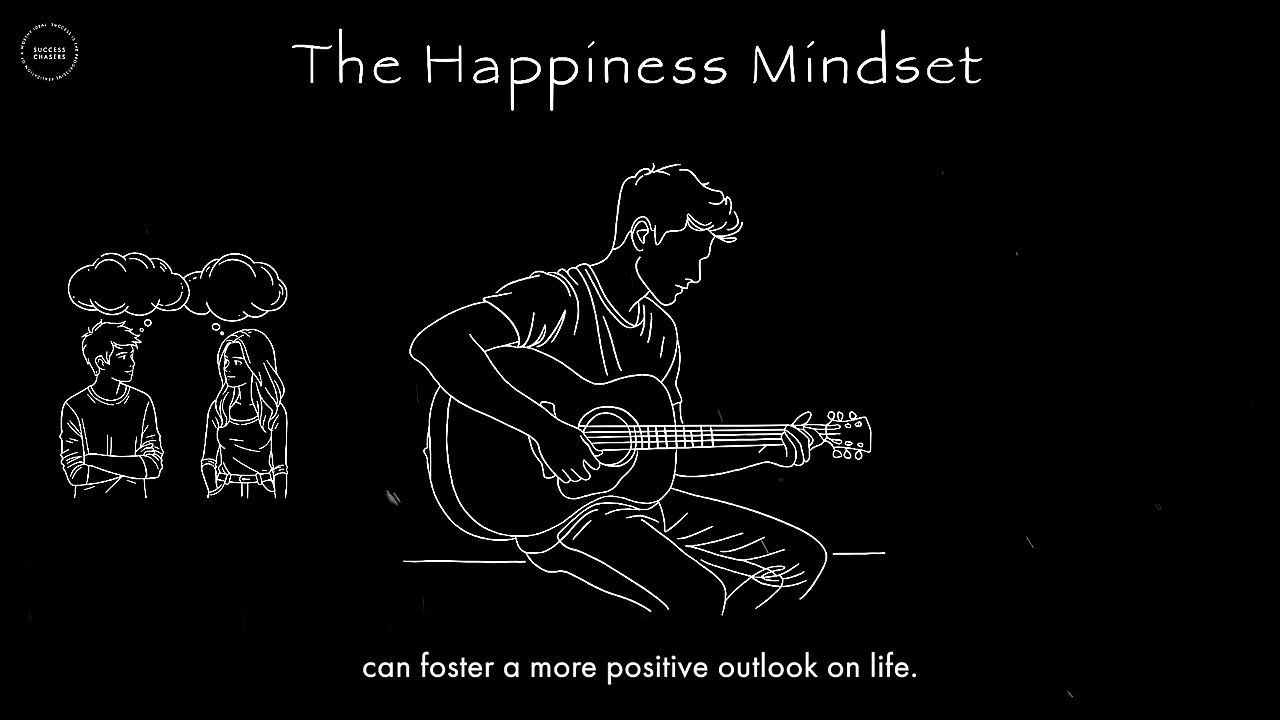 SUCCESS
CHASERS
The Happiness Mindset
can foster a more positive outlook on life.